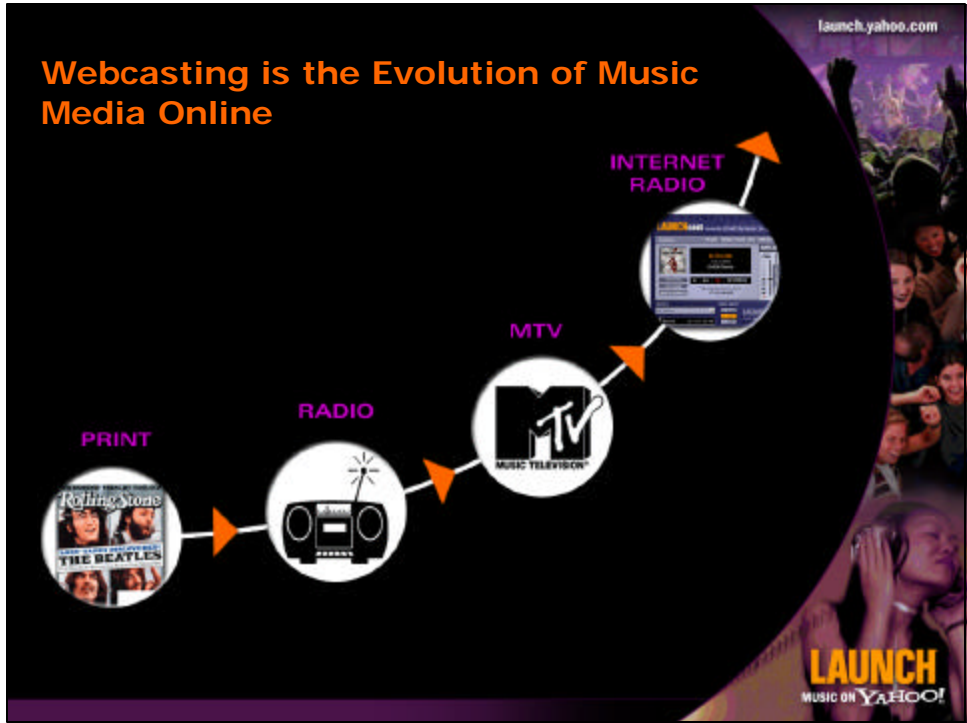 launch.yahoo.com
Webcasting is the Evolution of Music
Media Online
INTERNET
RADIO
LAUNCH
MTV
MUSIC TELEVISION®
RADIO
PRINT
Rolling Stone
THE BEATLES
LAUNCH
MUSIC ON YAHOO!